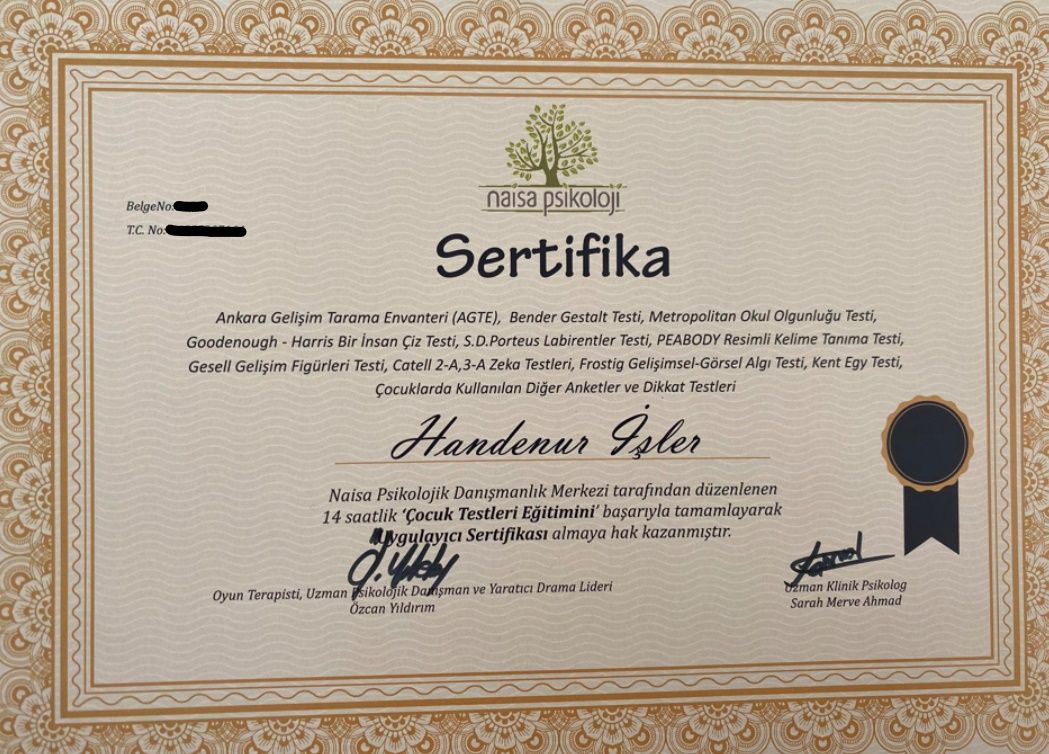 naisa psikoloji
BelgeNo:
T.C. No:
Sertifika
Ankara Gelişim Tarama Envanteri (AGTE), Bender Gestalt Testi, Metropolitan Okul Olgunluğu Testi,
Goodenough - Harris Bir İnsan Çiz Testi, S.D.Porteus Labirentler Testi, PEABODY Resimli Kelime Tanıma Testi,
Gesell Gelişim Figürleri Testi, Catell 2-A,3-A Zeka Testleri, Frostig Gelişimsel-Görsel Algı Testi, Kent Egy Testi,
Çocuklarda Kullanılan Diğer Anketler ve Dikkat Testleri
Handenur İşler
Naisa Psikolojik Danışmanlık Merkezi tarafından düzenlenen
14 saatlik ‘Çocuk Testleri Eğitimini’ başarıyla tamamlayarak
Uygulayıcı Sertifikası almaya hak kazanmıştır.
Oyun Terapisti, Uzman Psikolojik Danışman ve Yaratıcı Drama Lideri
Özcan Yıldırım
Uzman Klinik Psikolog
Sarah Merve Ahmad